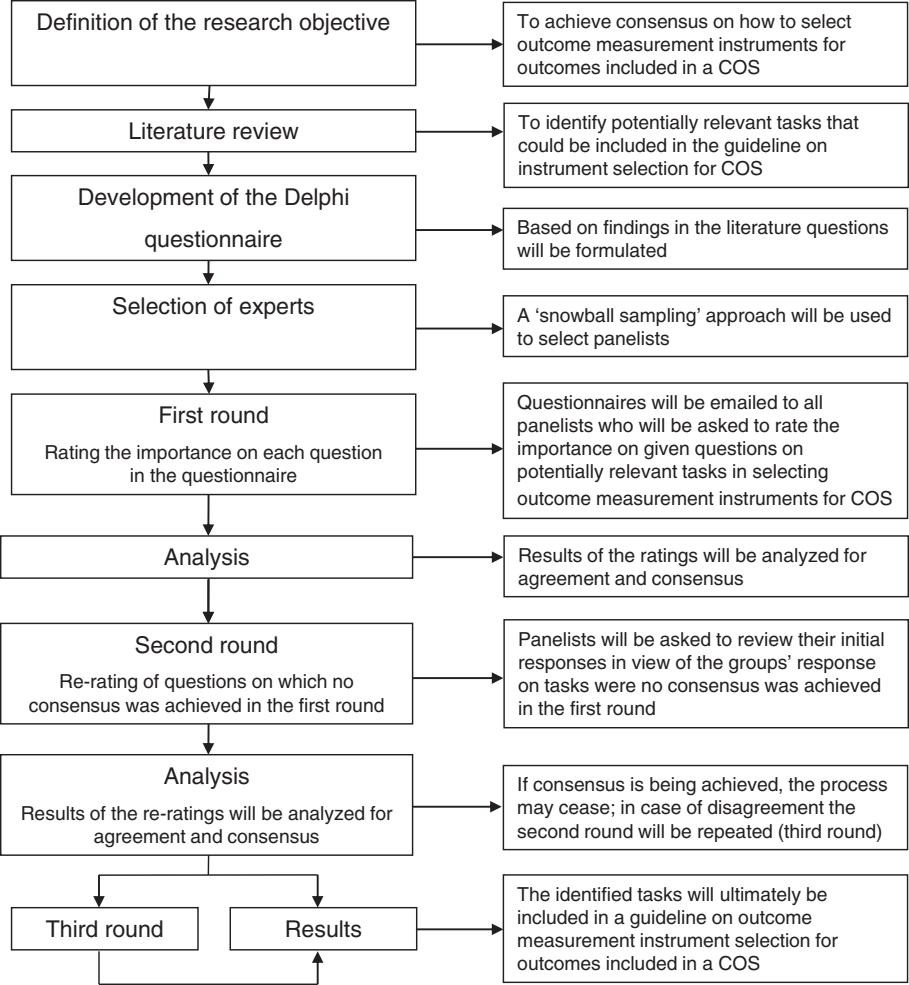 Definition of the research objective
To achieve consensus on how to select
outcome measurement instruments for
outcomes included in a COS
Literature review
To identify potentially relevant tasks that
could be included in the guideline on
instrument selection for COS
Development of the Delphi
questionnaire
Based on findings in the literature questions
will be formulated
Selection of experts
A ‘snowball sampling’ approach will be used
to select panelists
First round
Rating the importance on each question
in the questionnaire
Questionnaires will be emailed to all
panelists who will be asked to rate the
importance on given questions on
potentially relevant tasks in selecting
outcome measurement instruments for COS
Analysis
Results of the ratings will be analyzed for
agreement and consensus
Second round
Re-rating of questions on which no
consensus was achieved in the first round
Panelists will be asked to review their initial
responses in view of the groups’ response
on tasks were no consensus was achieved
in the first round
Analysis
Results of the re-ratings will be analyzed for
agreement and consensus
If consensus is being achieved, the process
may cease; in case of disagreement the
second round will be repeated (third round)
Third round
Results
The identified tasks will ultimately be
included in a guideline on outcome
measurement instrument selection for
outcomes included in a COS